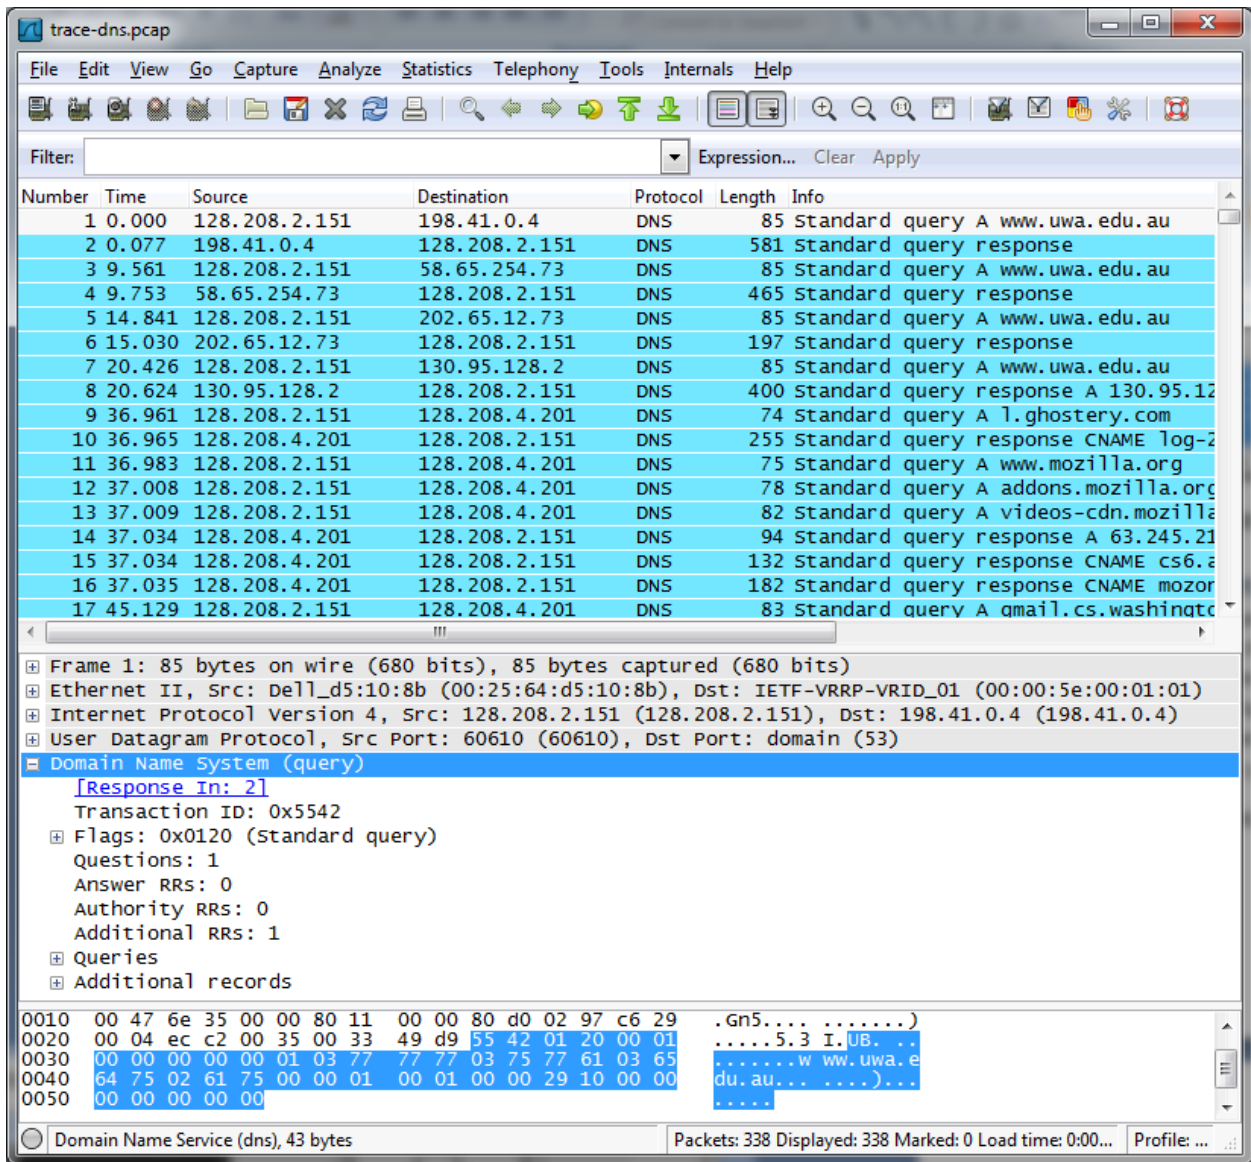 trace-dns.pcap
File Edit View Go Capture Analyze Statistics Telephony Tools Internals Help
Filter: Expression... Clear Apply
Number Time Source Destination Protocol Length Info
1 0.000 128.208.2.151 198.41.0.4 DNS 85 Standard query A www.uwa.edu.au
2 0.077 198.41.0.4 128.208.2.151 DNS 581 Standard query response
3 9.561 128.208.2.151 58.65.254.73 DNS 85 Standard query A www.uwa.edu.au
4 9.753 58.65.254.73 128.208.2.151 DNS 465 Standard query response
5 14.841 128.208.2.151 202.65.12.73 DNS 85 Standard query A www.uwa.edu.au
6 15.030 202.65.12.73 128.208.2.151 DNS 197 Standard query response
7 20.426 128.208.2.151 130.95.128.2 DNS 85 Standard query A www.uwa.edu.au
8 20.624 130.95.128.2 128.208.2.151 DNS 400 Standard query response A 130.95.12
9 36.961 128.208.2.151 128.208.4.201 DNS 74 Standard query A l.ghostery.com
10 36.965 128.208.4.201 128.208.2.151 DNS 255 Standard query response CNAME log-2
11 36.983 128.208.2.151 128.208.4.201 DNS 75 Standard query A www.mozilla.org
12 37.008 128.208.2.151 128.208.4.201 DNS 78 Standard query A addons.mozilla.org
13 37.009 128.208.2.151 128.208.4.201 DNS 82 Standard query A videos-cdn.mozilla
14 37.034 128.208.4.201 128.208.2.151 DNS 94 Standard query response A 63.245.21
15 37.034 128.208.4.201 128.208.2.151 DNS 132 Standard query response CNAME cs6.a
16 37.035 128.208.4.201 128.208.2.151 DNS 182 Standard query response CNAME mozor
17 45.129 128.208.2.151 128.208.4.201 DNS 83 Standard query A gmail.cs.washingto
Frame 1: 85 bytes on wire (680 bits), 85 bytes captured (680 bits)
Ethernet II, Src: Dell_d5:10:8b (00:25:64:d5:10:8b), Dst: IETF-VRRP-VRID_01 (00:00:5e:00:01:01)
Internet Protocol Version 4, Src: 128.208.2.151 (128.208.2.151), Dst: 198.41.0.4 (198.41.0.4)
User Datagram Protocol, Src Port: 60610 (60610), Dst Port: domain (53)
Domain Name System (query)
[Response In: 2]
Transaction ID: 0x5542
Flags: 0x0120 (Standard query)
Questions: 1
Answer RRs: 0
Authority RRs: 0
Additional RRs: 1
Queries
Additional records
0010 00 47 6e 35 00 00 80 11 00 00 80 d0 02 97 c6 29 .Gn5.... .......)
0020 00 04 ec c2 00 35 00 33 49 d9 55 42 01 20 00 01 .....5.3 I.UB. ..
0030 00 00 00 00 00 01 03 77 77 77 03 75 77 61 03 65 .......w ww.uwa.e
0040 64 75 02 61 75 00 00 01 00 01 00 00 29 10 00 00 du.au... ....)...
0050 00 00 00 00 00 .....
Domain Name Service (dns), 43 bytes Packets: 338 Displayed: 338 Marked: 0 Load time: 0:00... Profile: ...